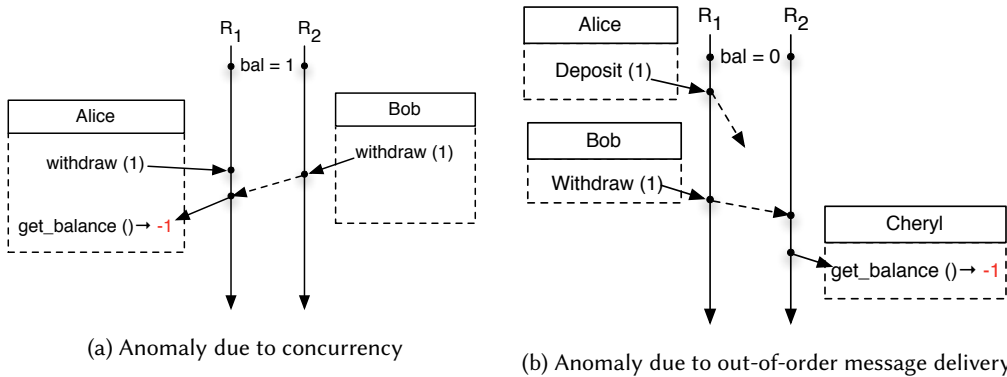 R1 R2
bal = 1
Alice
Bob
withdraw (1)
withdraw (1)
get_balance () → -1
(a) Anomaly due to concurrency
R1 R2
Alice
bal = 0
Deposit (1)
Bob
Withdraw (1)
Cheryl
get_balance () → -1
(b) Anomaly due to out-of-order message delivery